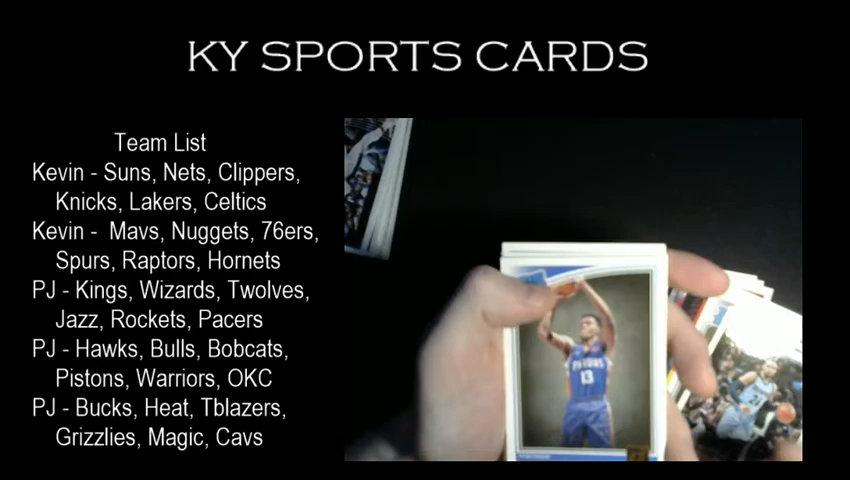 KY SPORTS CARDS
Team List
Kevin - Suns, Nets, Clippers,
Knicks, Lakers, Celtics
Kevin - Mavs, Nuggets, 76ers,
Spurs, Raptors, Hornets
PJ - Kings, Wizards, Twolves,
Jazz, Rockets, Pacers
PJ - Hawks, Bulls, Bobcats,
Pistons, Warriors, OKC
PJ - Bucks, Heat, Tblazers,
Grizzlies, Magic, Cavs
PISTONS
13